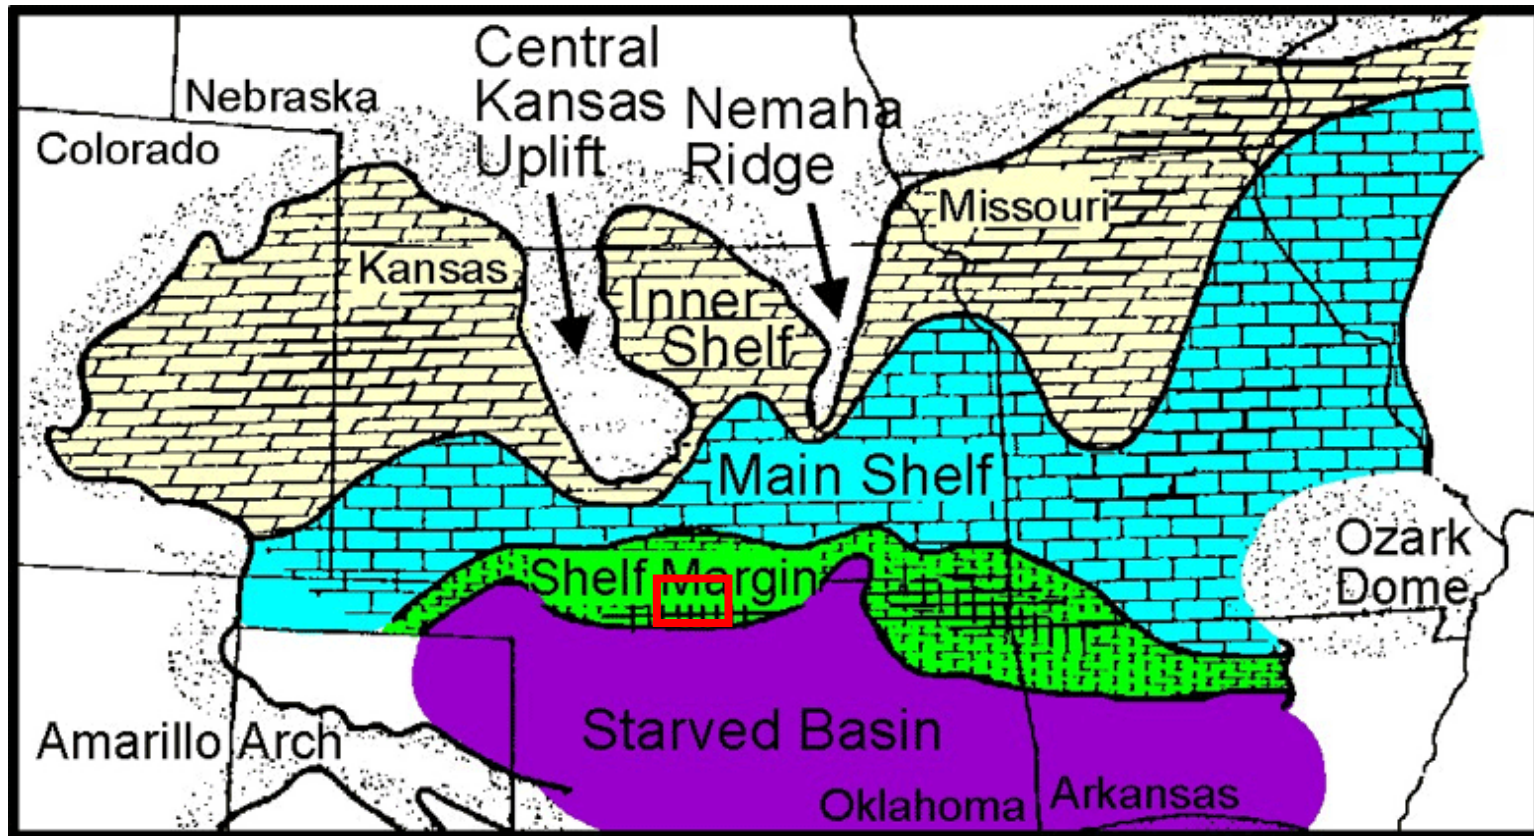 Central
Kansas
Uplift
Nebraska
Nemaha
Ridge
Colorado
Missouri
Kansas
Inner
Shelf
Main Shelf
Ozark
Dome
Shelf Margin
Amarillo Arch
Starved Basin
Oklahoma
Arkansas